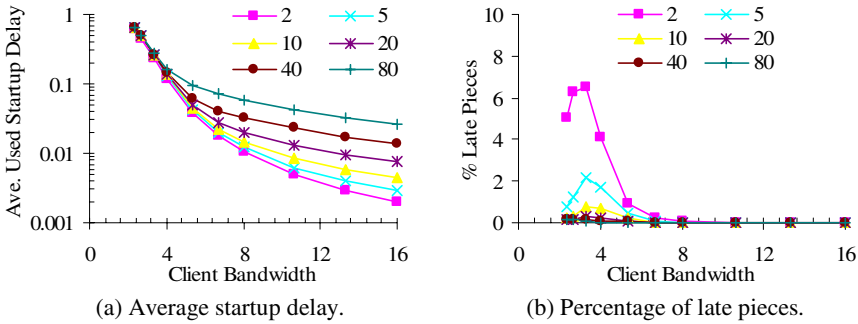 Ave. Used Startup Delay
1
0.1
0.01
0.001
2 5
10 20
40 80
0 4 8 12 16
Client Bandwidth
(a) Average startup delay.
% Late Pieces
10
8
6
4
2
0
2 5
10 20
40 80
0 4 8 12 16
Client Bandwidth
(b) Percentage of late pieces.